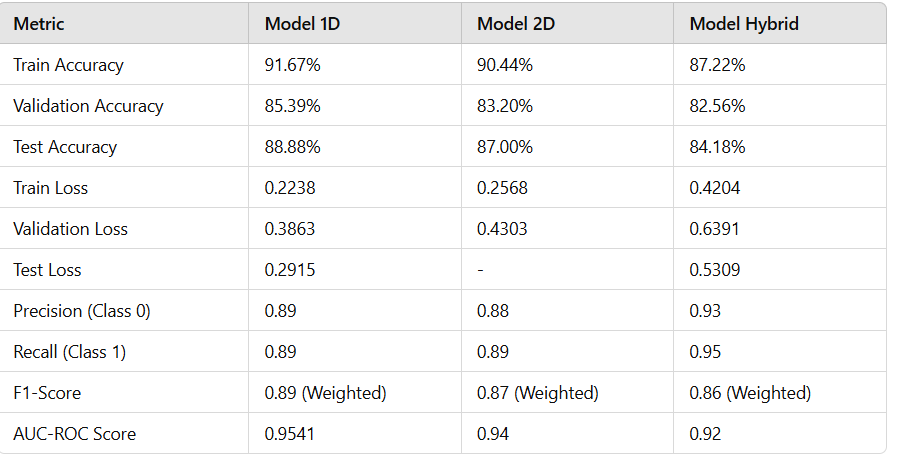 Metric Model 1D Model 2D Model Hybrid
Train Accuracy 91.67% 90.44% 87.22%
Validation Accuracy 85.39% 83.20% 82.56%
Test Accuracy 88.88% 87.00% 84.18%
Train Loss 0.2238 0.2568 0.4204
Validation Loss 0.3863 0.4303 0.6391
Test Loss 0.2915 - 0.5309
Precision (Class 0) 0.89 0.88 0.93
Recall (Class 1) 0.89 0.89 0.95
F1-Score 0.89 (Weighted) 0.87 (Weighted) 0.86 (Weighted)
AUC-ROC Score 0.9541 0.94 0.92